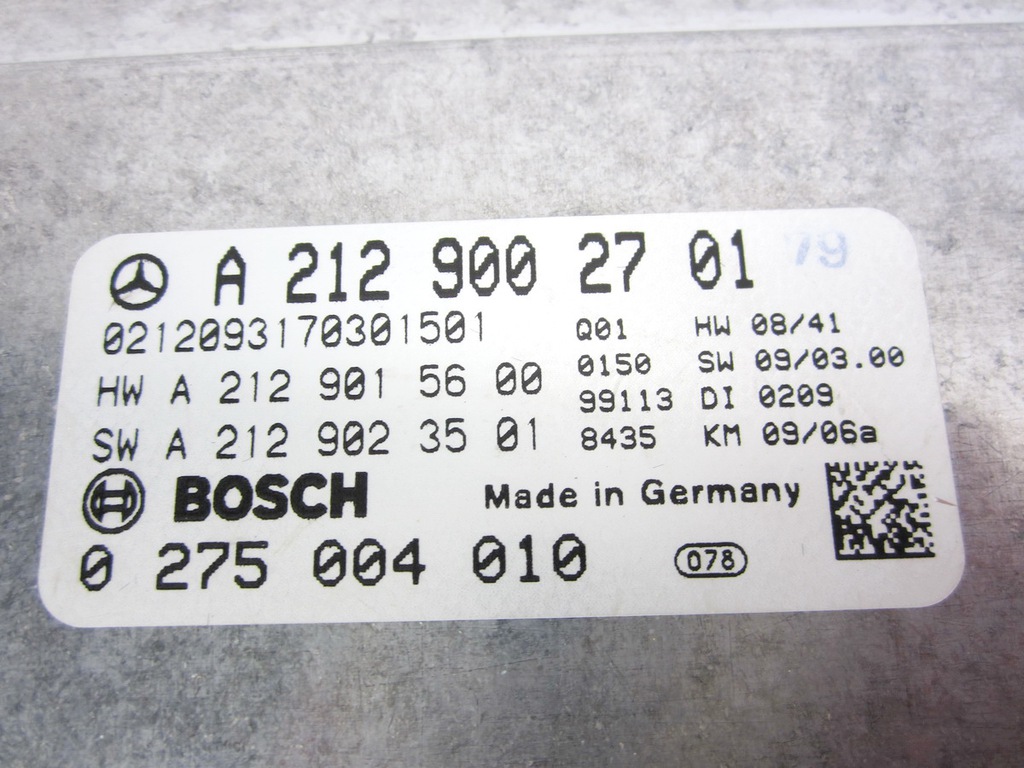 A 212 900 27 01 79
0212093170301501 Q01 HW 08/41
HW A 212 901 56 00 0150 SW 09/03.00
SW A 212 902 35 01 99113 DI 0209
8435 KM 09/06a
BOSCH Made in Germany
0 275 004 010 078